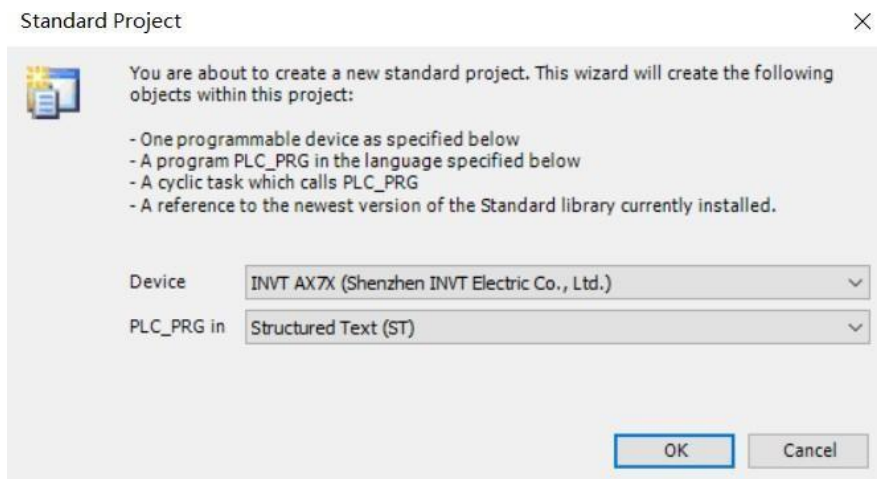 Standard Project
You are about to create a new standard project. This wizard will create the following
objects within this project:
- One programmable device as specified below
- A program PLC_PRG in the language specified below
- A cyclic task which calls PLC_PRG
- A reference to the newest version of the Standard library currently installed.
Device INVT AX7X (Shenzhen INVT Electric Co., Ltd.)
PLC_PRG in Structured Text (ST)
OK Cancel